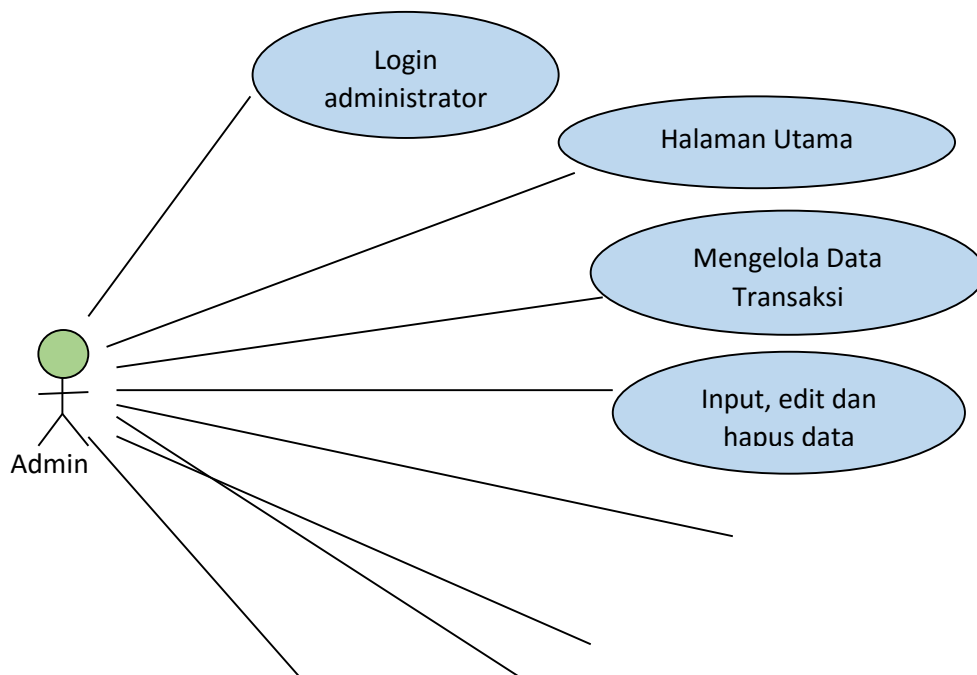 Login
administrator
Halaman Utama
Mengelola Data
Transaksi
Input, edit dan
hapus data
Admin